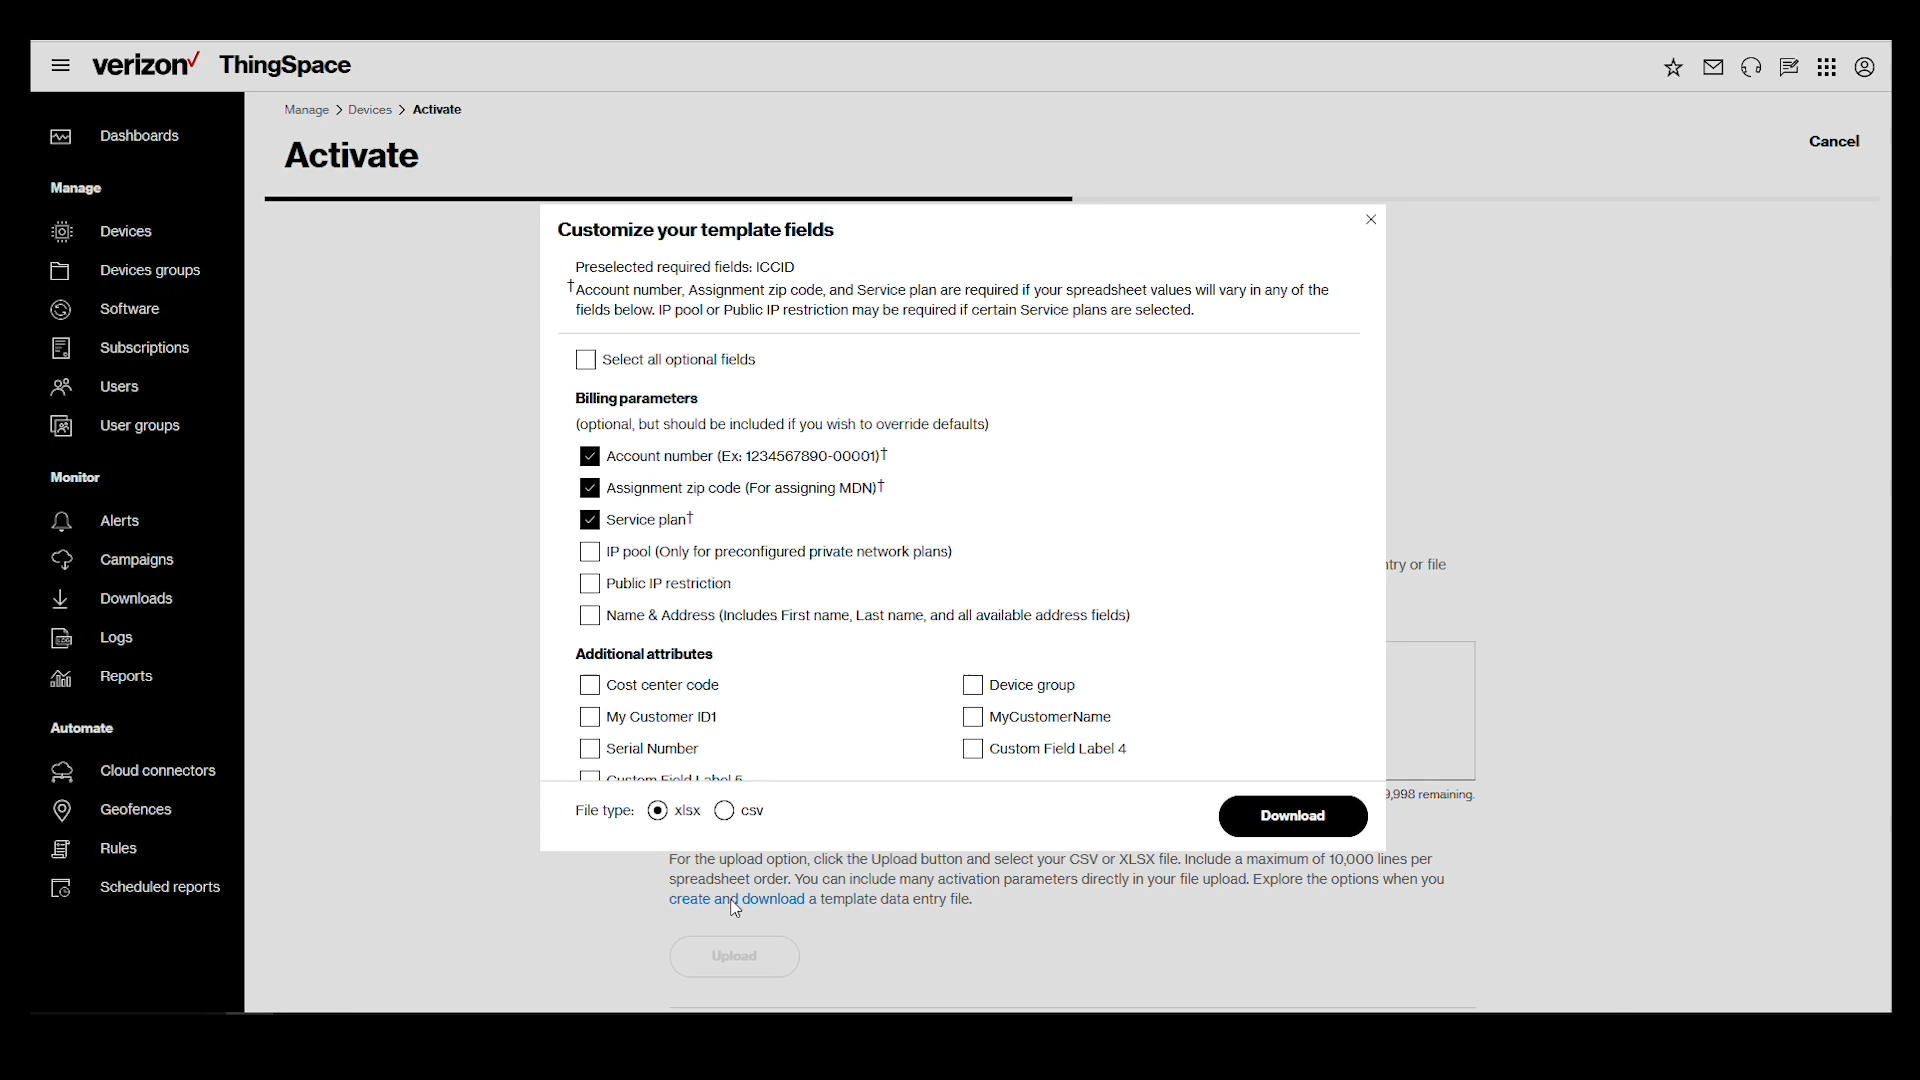 verizon ThingSpace
Manage > Devices > Activate
Activate
Cancel
Dashboards
Manage
Devices
Devices groups
Software
Subscriptions
Users
User groups
Monitor
Alerts
Campaigns
Downloads
Logs
Reports
Automate
Cloud connectors
Geofences
Rules
Scheduled reports
Customize your template fields
Preselected required fields: ICCID
†Account number, Assignment zip code, and Service plan are required if your spreadsheet values will vary in any of the
fields below. IP pool or Public IP restriction may be required if certain Service plans are selected.
Select all optional fields
Billing parameters
(optional, but should be included if you wish to override defaults)
Account number (Ex: 1234567890-00001)†
Assignment zip code (For assigning MDN)†
Service plan†
IP pool (Only for preconfigured private network plans)
Public IP restriction
Name & Address (Includes First name, Last name, and all available address fields)
Additional attributes
Cost center code
Device group
My Customer ID1
MyCustomerName
Serial Number
Custom Field Label 4
Custom Field Label 5
File type: xlsx csv
Download
or file
9,998 remaining.
For the upload option, click the Upload button and select your CSV or XLSX file. Include a maximum of 10,000 lines per
spreadsheet order. You can include many activation parameters directly in your file upload. Explore the options when you
create and download a template data entry file.
Upload